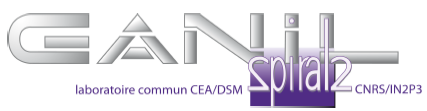 GANIL
spiral2
laboratoire commun CEA/DSM CNRS/IN2P3